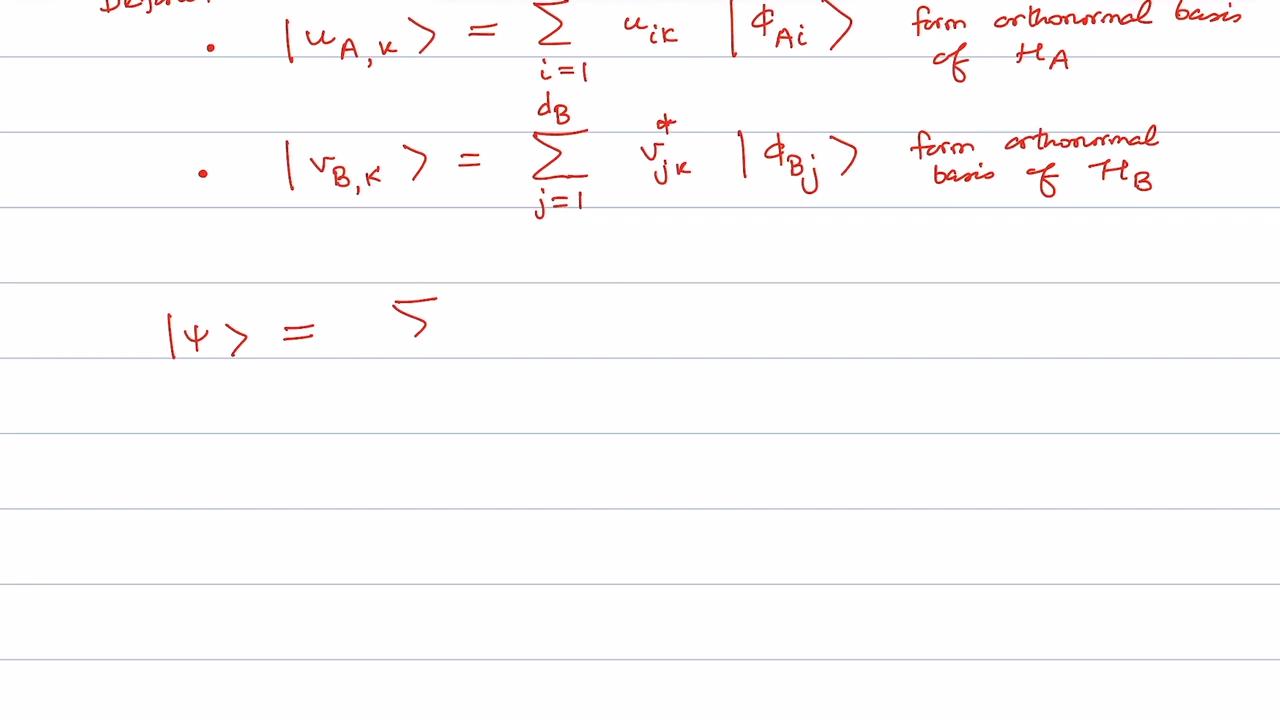 Define:
• |u_{A,k}⟩ = Σ_{i=1} u_{ik} |ϕ_{Ai}⟩ form orthonormal basis of H_A
• |v_{B,k}⟩ = Σ_{j=1}^{d_B} v*_{jk} |ϕ_{Bj}⟩ form orthonormal basis of H_B
|ψ⟩ = Σ